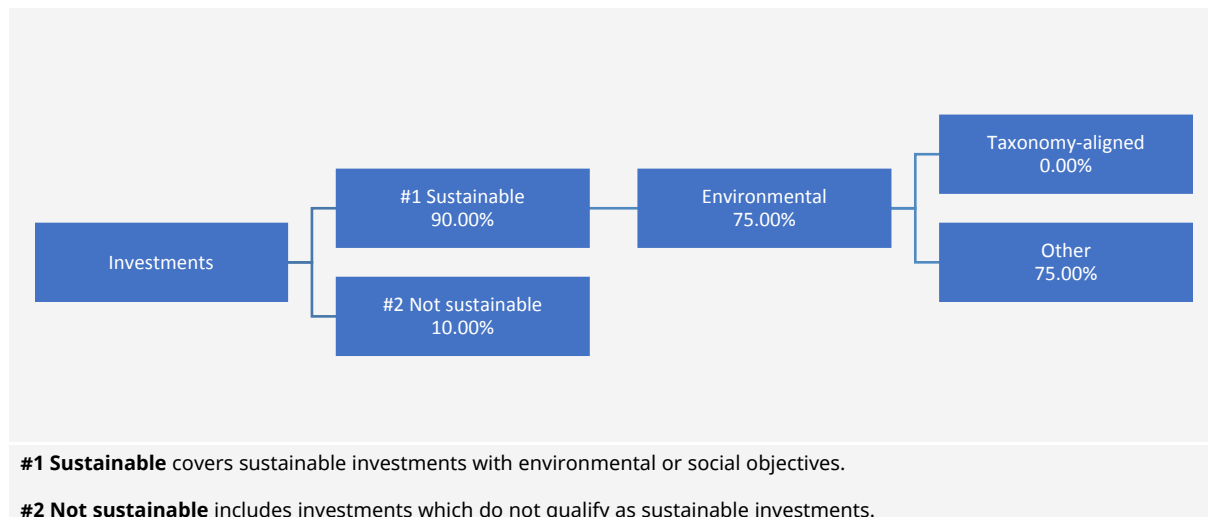 Investments
#1 Sustainable
90.00%
#2 Not sustainable
10.00%
Environmental
75.00%
Taxonomy-aligned
0.00%
Other
75.00%
#1 Sustainable covers sustainable investments with environmental or social objectives.
#2 Not sustainable includes investments which do not qualify as sustainable investments.